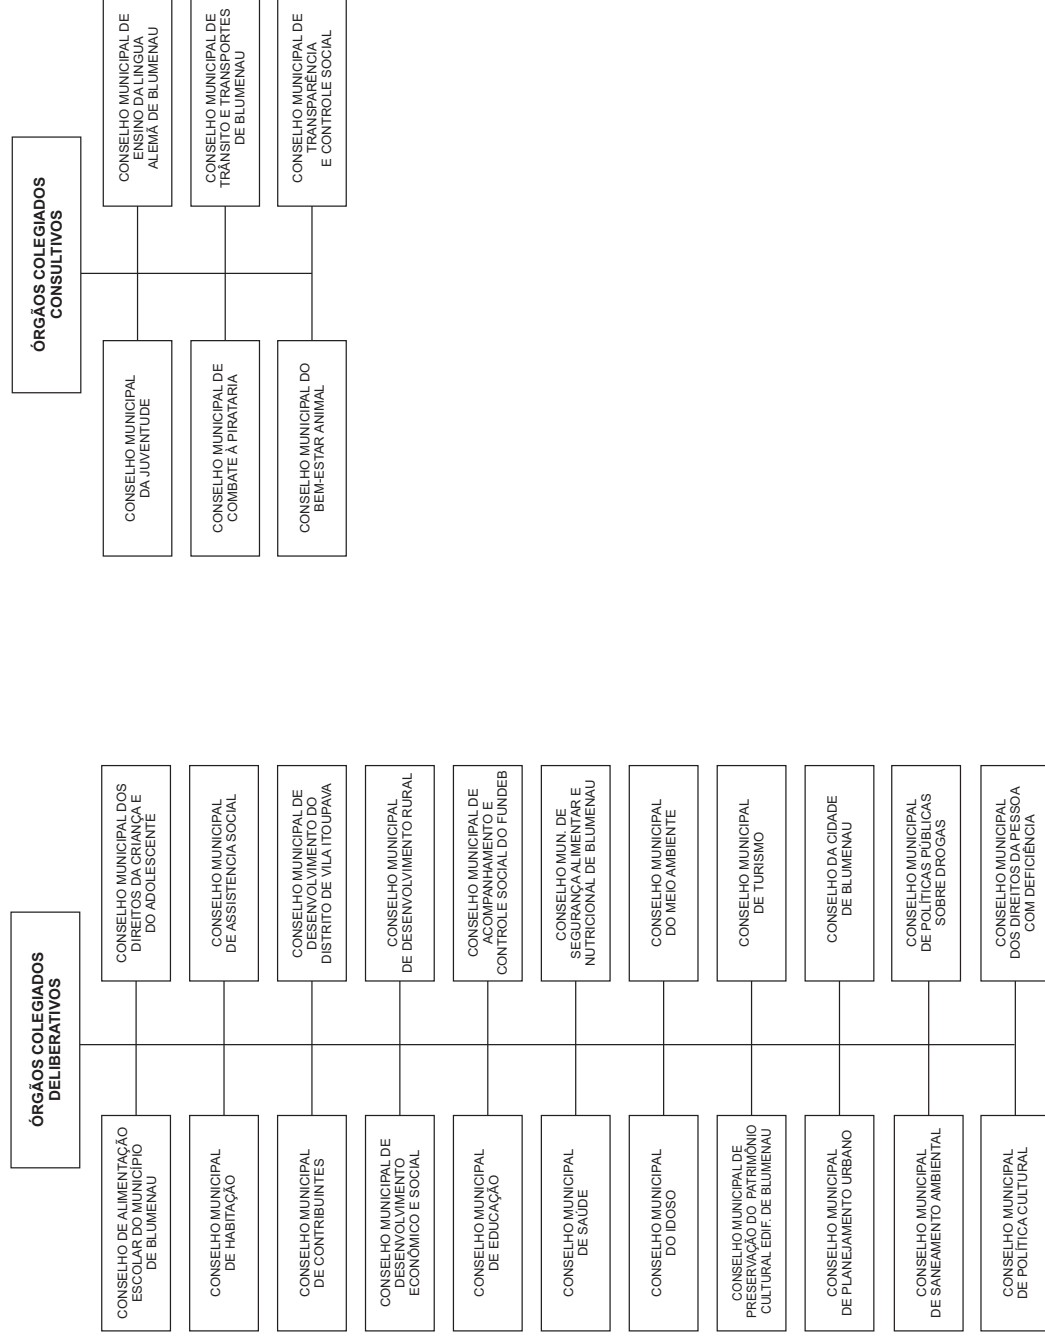 ÓRGÃOS COLEGIADOS
DELIBERATIVOS
CONSELHO DE ALIMENTAÇÃO
ESCOLAR DO MUNICÍPIO
DE BLUMENAU
CONSELHO MUNICIPAL DOS
DIREITOS DA CRIANÇA E
DO ADOLESCENTE
CONSELHO MUNICIPAL
DE HABITAÇÃO
CONSELHO MUNICIPAL
DE ASSISTENCIA SOCIAL
CONSELHO MUNICIPAL
DE CONTRIBUINTES
CONSELHO MUNICIPAL DE
DESENVOLVIMENTO DO
DISTRITO DE VILA ITOUPAVA
CONSELHO MUNICIPAL DE
DESENVOLVIMENTO
ECONÔMICO E SOCIAL
CONSELHO MUNICIPAL
DE DESENVOLVIMENTO RURAL
CONSELHO MUNICIPAL
DE EDUCAÇÃO
CONSELHO MUNICIPAL DE
ACOMPANHAMENTO E
CONTROLE SOCIAL DO FUNDEB
CONSELHO MUNICIPAL
DE SAÚDE
CONSELHO MUN. DE
SEGURANÇA ALIMENTAR E
NUTRICIONAL DE BLUMENAU
CONSELHO MUNICIPAL
DO IDOSO
CONSELHO MUNICIPAL
DO MEIO AMBIENTE
CONSELHO MUNICIPAL DE
PRESERVAÇÃO DO PATRIMÔNIO
CULTURAL EDIF. DE BLUMENAU
CONSELHO MUNICIPAL
DE TURISMO
CONSELHO MUNICIPAL
DE PLANEJAMENTO URBANO
CONSELHO DA CIDADE
DE BLUMENAU
CONSELHO MUNICIPAL
DE SANEAMENTO AMBIENTAL
CONSELHO MUNICIPAL
DE POLÍTICAS PÚBLICAS
SOBRE DROGAS
CONSELHO MUNICIPAL
DE POLÍTICA CULTURAL
CONSELHO MUNICIPAL
DOS DIREITOS DA PESSOA
COM DEFICIÊNCIA
ÓRGÃOS COLEGIADOS
CONSULTIVOS
CONSELHO MUNICIPAL
DA JUVENTUDE
CONSELHO MUNICIPAL DE
ENSINO DA LINGUA
ALEMÃ DE BLUMENAU
CONSELHO MUNICIPAL DE
COMBATE À PIRATARIA
CONSELHO MUNICIPAL DE
TRÂNSITO E TRANSPORTES
DE BLUMENAU
CONSELHO MUNICIPAL DO
BEM-ESTAR ANIMAL
CONSELHO MUNICIPAL DE
TRANSPARÊNCIA
E CONTROLE SOCIAL